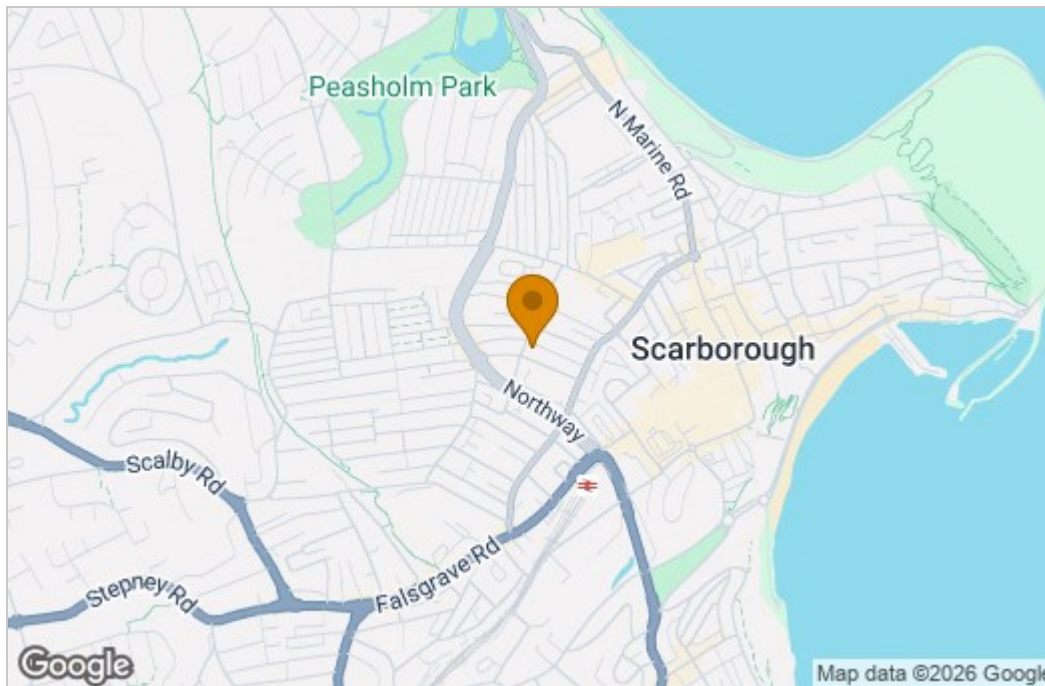 Peasholm Park
N Marine Rd
Scarborough
Northway
Scalby Rd
Falsgrave Rd
Stepney Rd
Google
Map data ©2026 Google